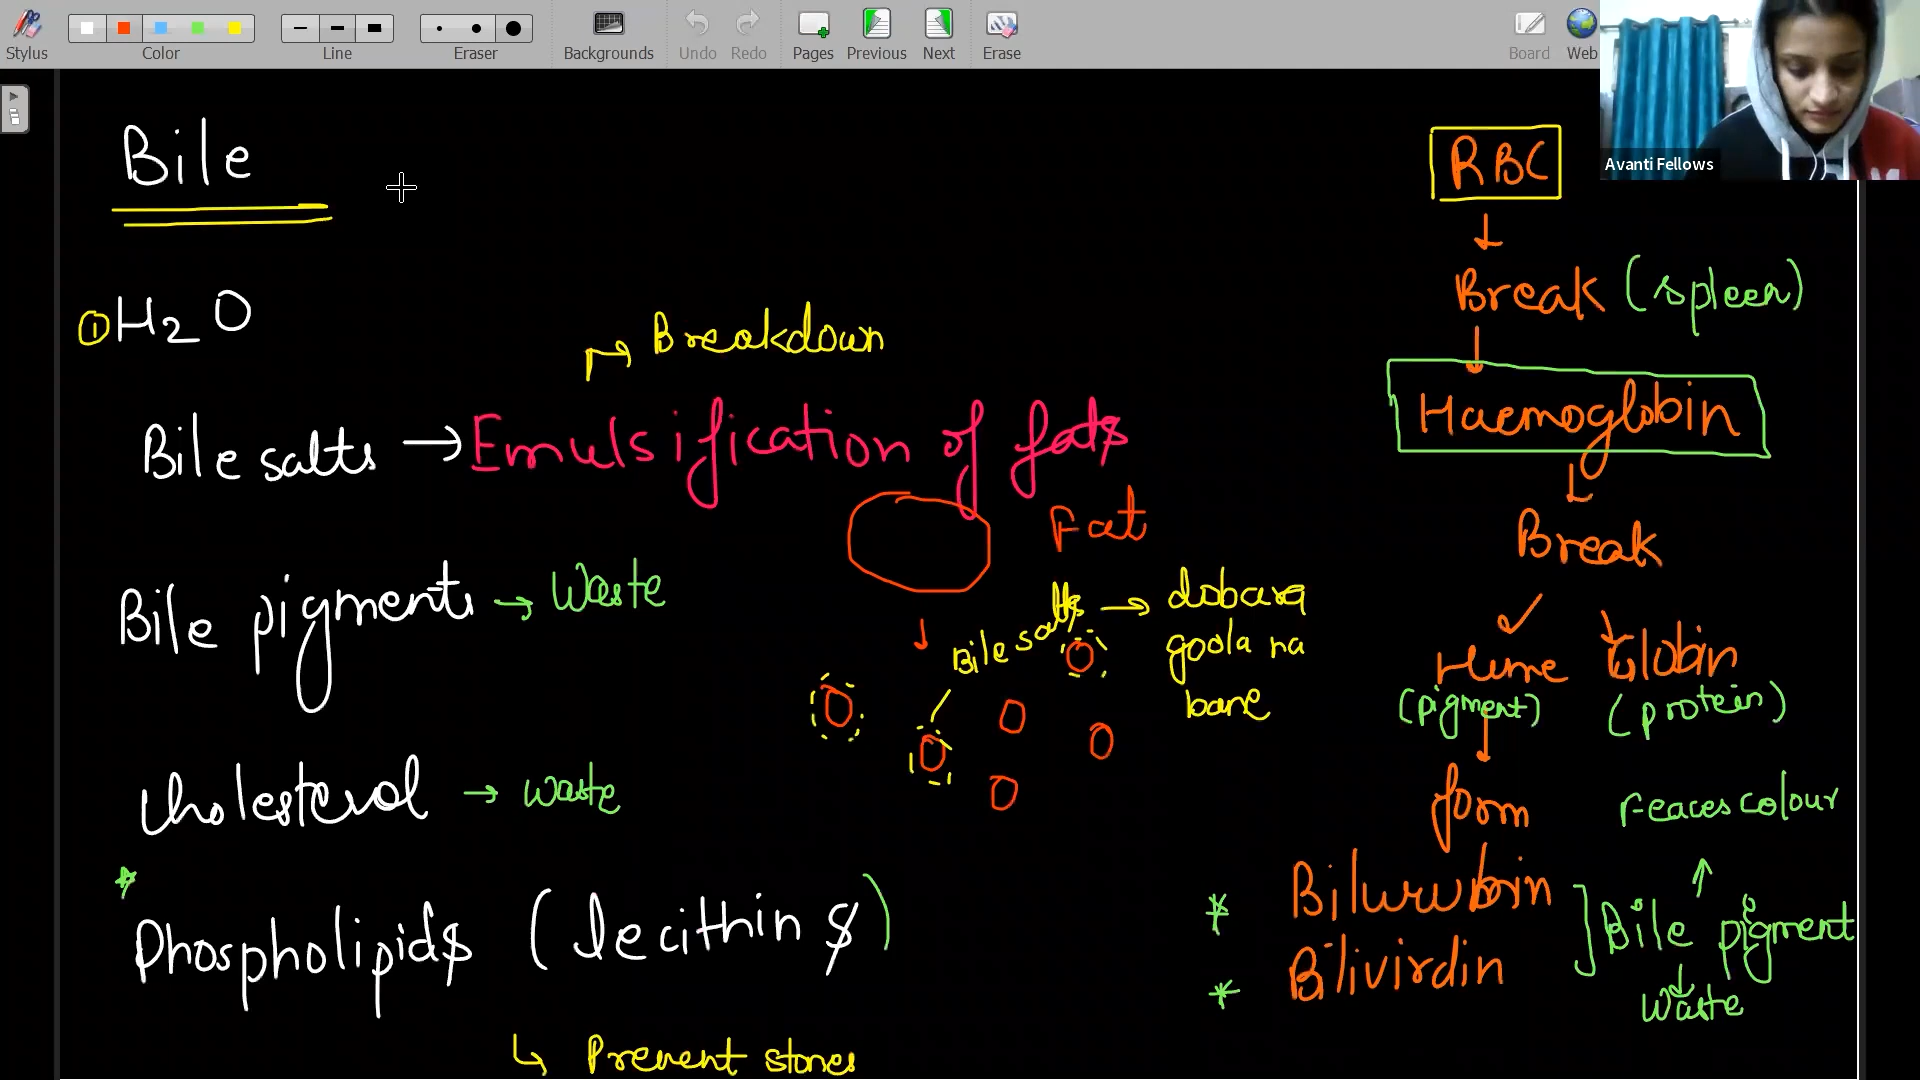 Stylus
Color
Line
Eraser
Backgrounds
Undo
Redo
Pages
Previous
Next
Erase
Board
Web
Avanti Fellows
Bile
① H2O
Bile salts → Emulsification of fats
↦ Breakdown
Fat
Bile salts → dobara
goola na
bane
Bile pigments → Waste
Cholesterol → waste
* Phospholipids (lecithins)
↳ Prevent stones
RBC
↓
Break (spleen)
↓
Haemoglobin
↓
Break
Heme Globin
(pigment) (protein)
↓
form
* Bilurubin
* Bilivirdin
Bile pigment
↑
Feaces colour
↓
Waste